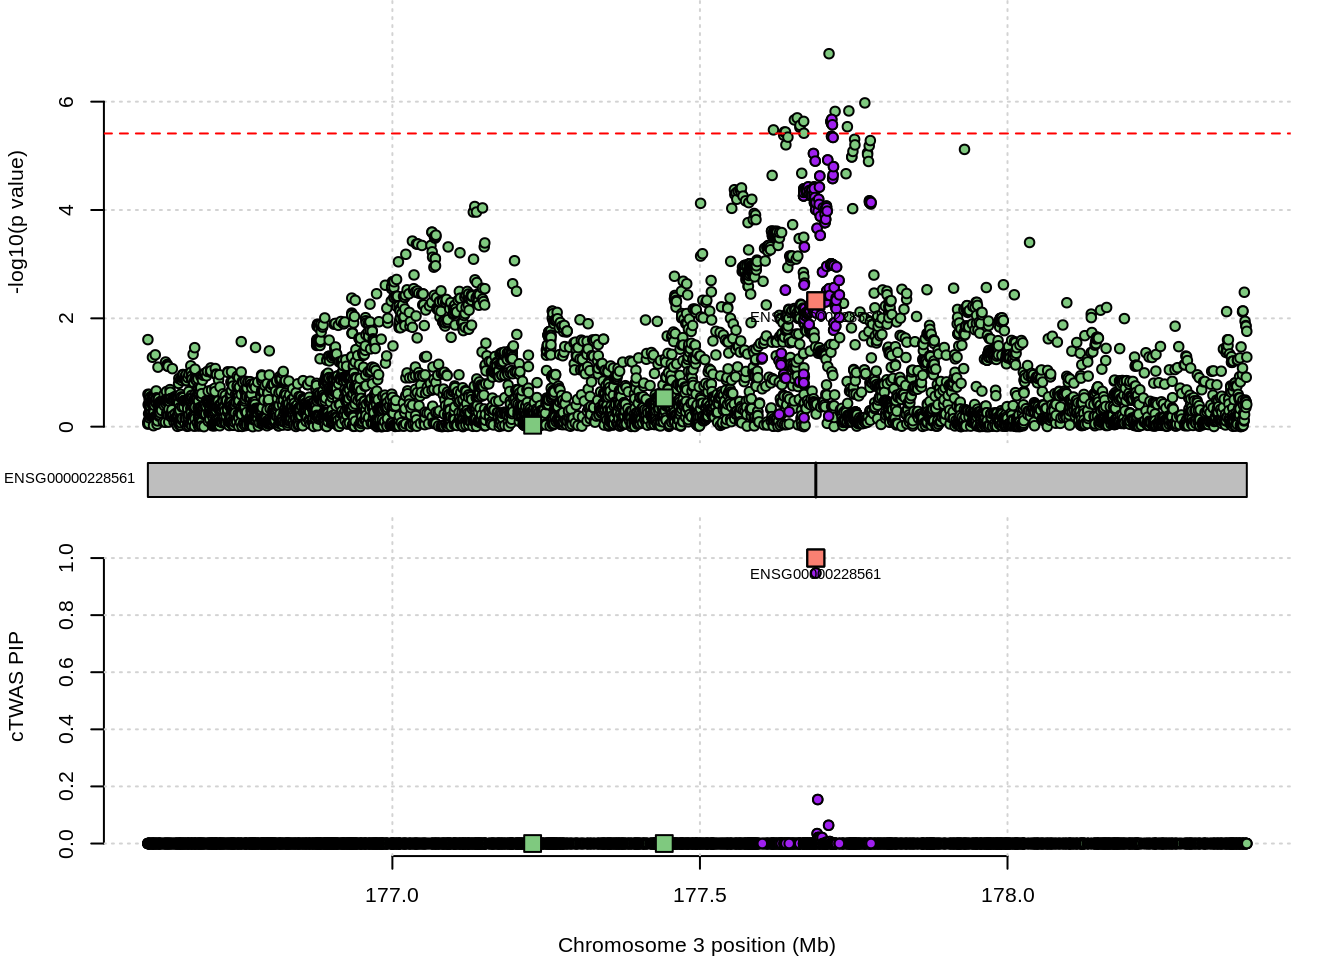 6
4
2
0
-log10(p value)
ENSG00000228561
ENSG00000228561
1.0
0.8
0.6
0.4
0.2
0.0
cTWAS PIP
ENSG00000228561
177.0 177.5 178.0
Chromosome 3 position (Mb)